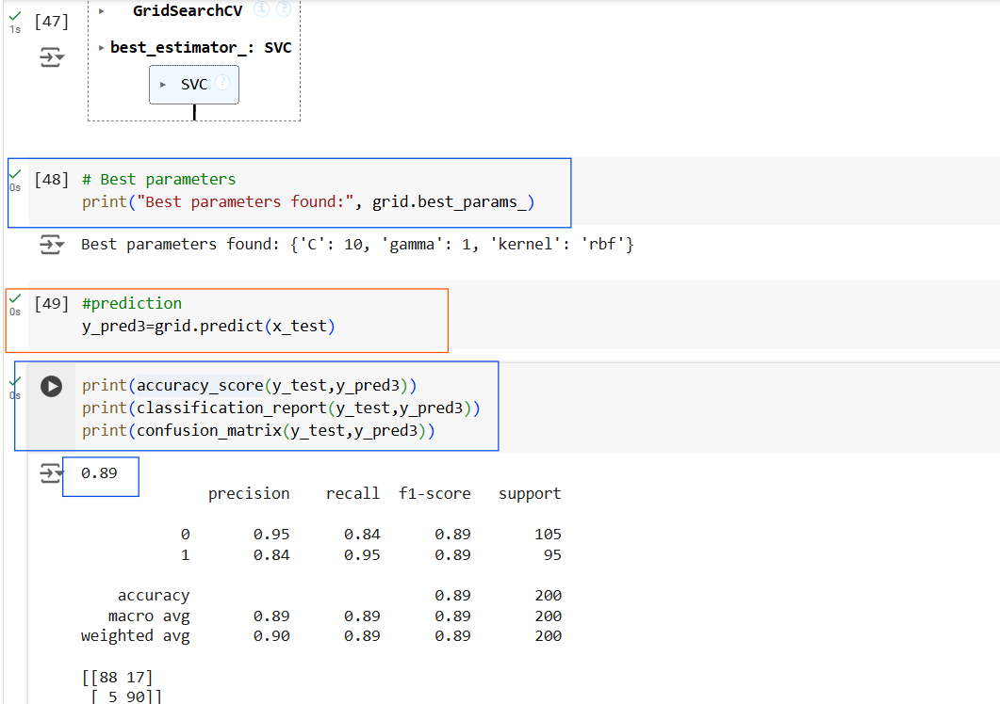 [47]
GridSearchCV i ?
best_estimator_: SVC
SVC ?
1s
[48] # Best parameters
0s print("Best parameters found:", grid.best_params_)
Best parameters found: {'C': 10, 'gamma': 1, 'kernel': 'rbf'}
[49] #prediction
0s y_pred3=grid.predict(x_test)
print(accuracy_score(y_test,y_pred3))
0s print(classification_report(y_test,y_pred3))
print(confusion_matrix(y_test,y_pred3))
0.89
precision recall f1-score support
0 0.95 0.84 0.89 105
1 0.84 0.95 0.89 95
accuracy 0.89 200
macro avg 0.89 0.89 0.89 200
weighted avg 0.90 0.89 0.89 200
[[88 17]
[ 5 90]]